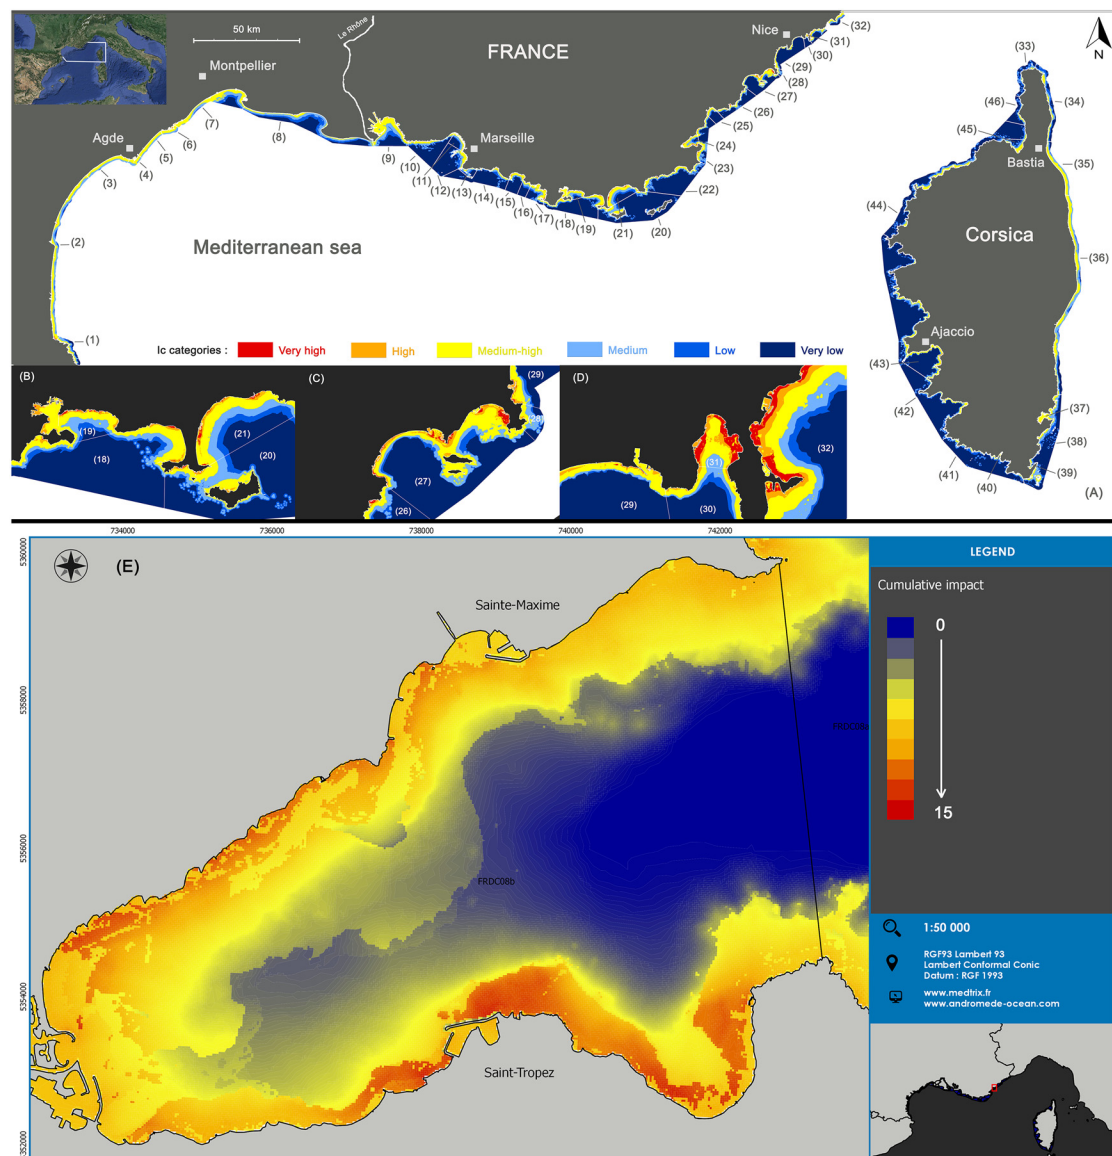 50 km
Le Rhône
FRANCE
Nice
Montpellier
Agde
Marseille
Mediterranean sea
Corsica
Bastia
Ajaccio
N
(1)
(2)
(3)
(4)
(5)
(6)
(7)
(8)
(9)
(10)
(11)
(12)
(13)
(14)
(15)
(16)
(17)
(18)
(19)
(20)
(21)
(22)
(23)
(24)
(25)
(26)
(27)
(28)
(29)
(30)
(31)
(32)
(33)
(34)
(35)
(36)
(37)
(38)
(39)
(40)
(41)
(42)
(43)
(44)
(45)
(46)
(A)
Ic categories : Very high High Medium-high Medium Low Very low
(B)
(19)
(18)
(21)
(20)
(C)
(29)
(28)
(27)
(26)
(D)
(31)
(32)
(29)
(30)
734000 736000 738000 740000 742000
5360000
5358000
5356000
5354000
5352000
(E)
Sainte-Maxime
FRDC08b
Saint-Tropez
LEGEND
Cumulative impact
0
15
1:50 000
RGF93 Lambert 93
Lambert Conformal Conic
Datum : RGF 1993
www.medtrix.fr
www.andromede-ocean.com